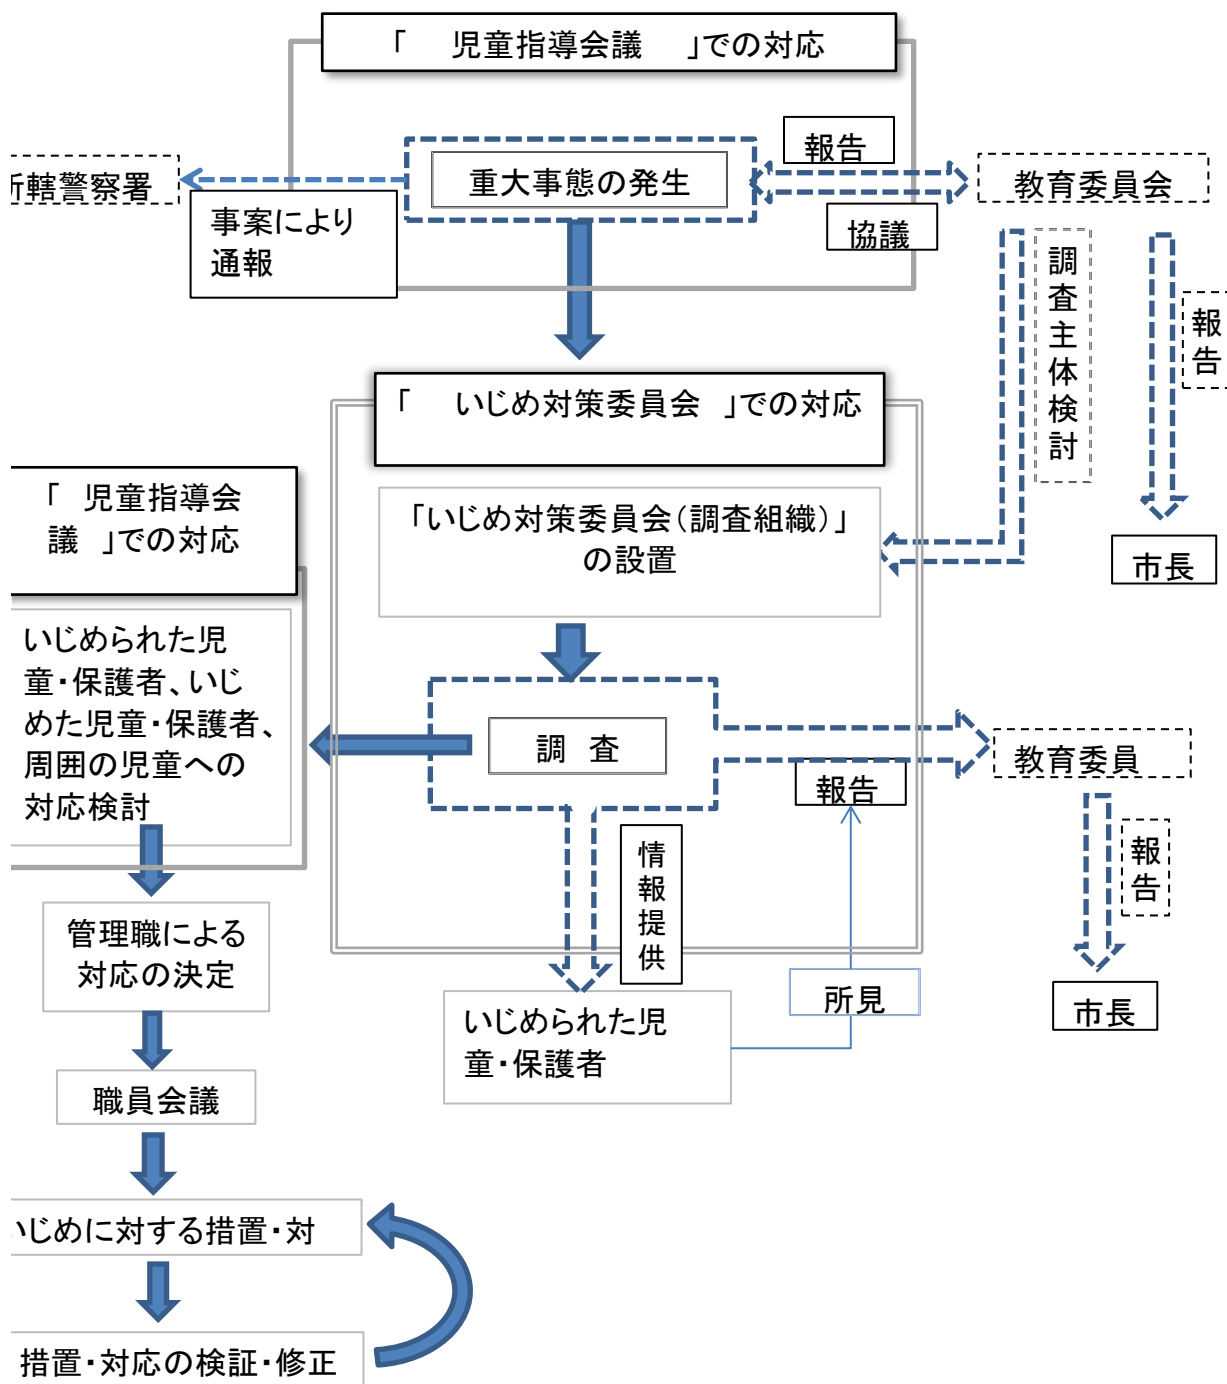 「　児童指導会議　」での対応
報告
重大事態の発生
所轄警察署
教育委員会
事案により
通報
協議
調査主体検討
報告
「　いじめ対策委員会　」での対応
「　児童指導会
議　」での対応
「いじめ対策委員会（調査組織）」
の設置
市長
いじめられた児
童・保護者、いじ
めた児童・保護者、
周囲の児童への
対応検討
調　査
教育委員
報告
情報提供
報告
管理職による
対応の決定
所見
市長
いじめられた児
童・保護者
職員会議
いじめに対する措置・対
措置・対応の検証・修正